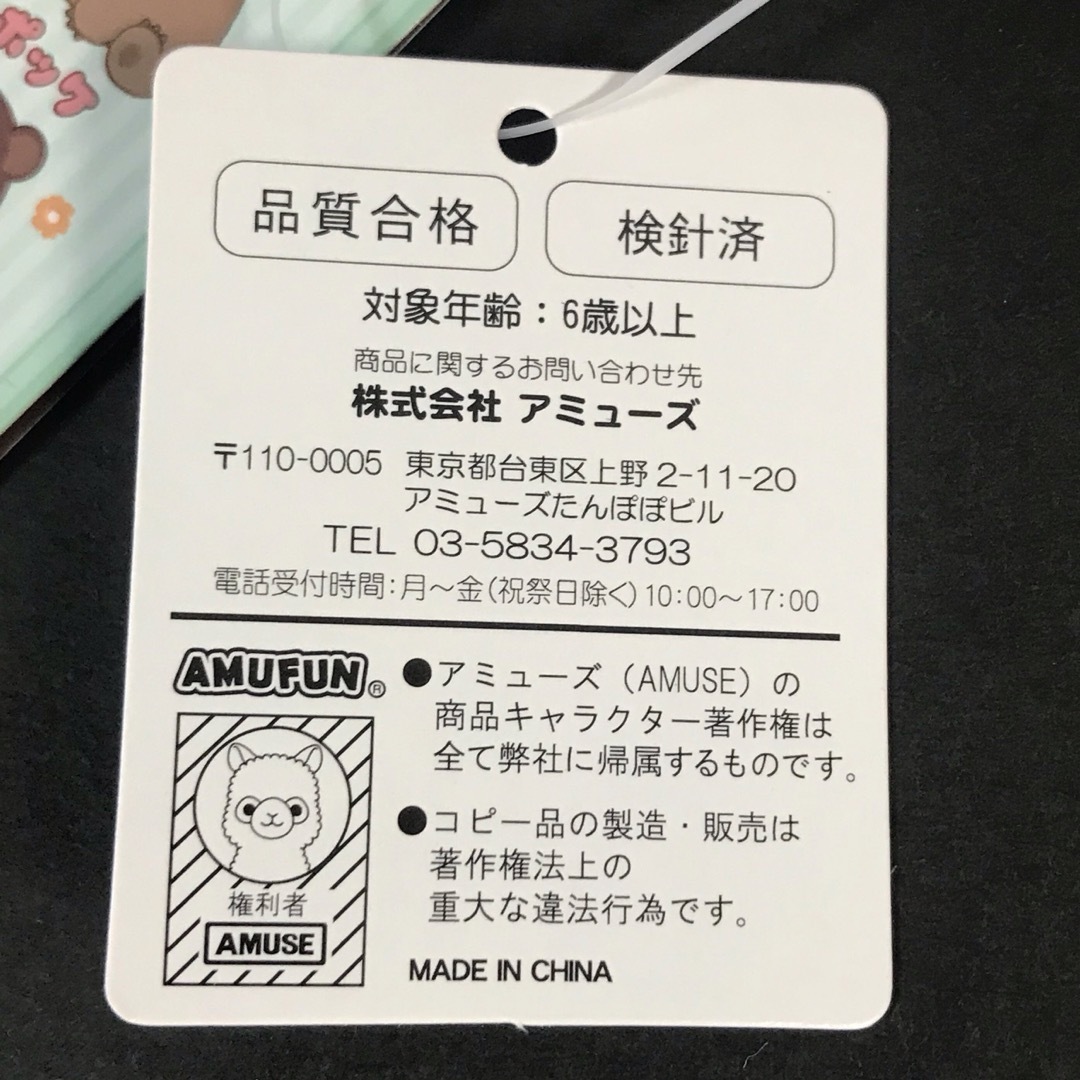 ポック
品質合格
検針済
対象年齢：6歳以上
商品に関するお問い合わせ先
株式会社 アミューズ
〒110-0005 東京都台東区上野2-11-20
アミューズたんぽぽビル
TEL 03-5834-3793
電話受付時間：月～金(祝祭日除く)10:00～17:00
AMUFUN®
●アミューズ（AMUSE）の
商品キャラクター著作権は
全て弊社に帰属するものです。
●コピー品の製造・販売は
著作権法上の
重大な違法行為です。
権利者
AMUSE
MADE IN CHINA